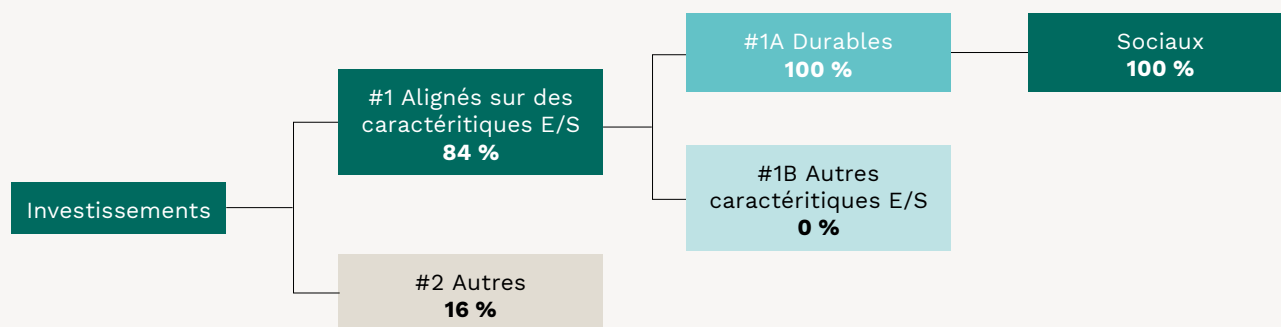 Investissements
#1 Alignés sur des
caractéritiques E/S
84 %
#2 Autres
16 %
#1A Durables
100 %
#1B Autres
caractéritiques E/S
0 %
Sociaux
100 %